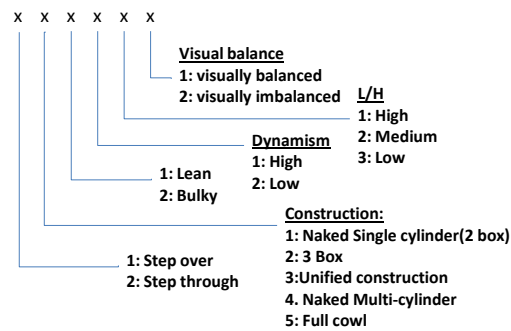 X X X X X X
Visual balance
1: visually balanced
2: visually imbalanced
L/H
1: High
2: Medium
3: Low
Dynamism
1: High
2: Low
1: Lean
2: Bulky
Construction:
1: Naked Single cylinder(2 box)
2: 3 Box
3:Unified construction
4. Naked Multi-cylinder
5: Full cowl
1: Step over
2: Step through